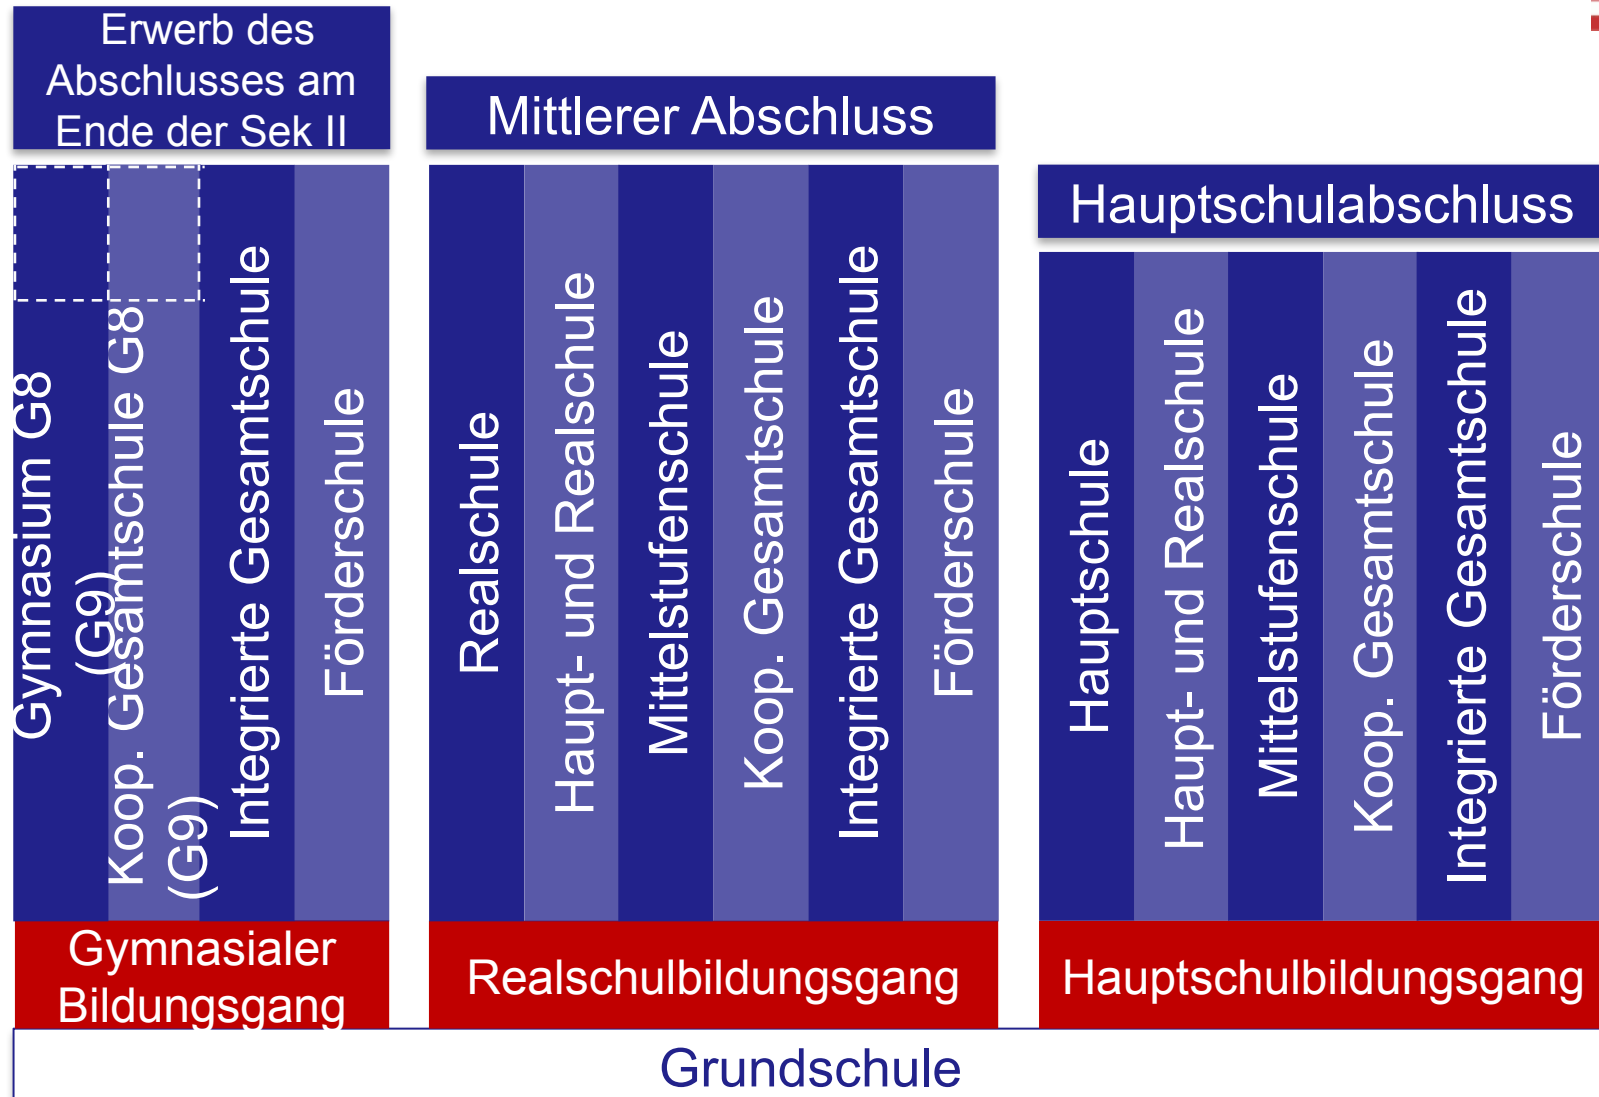 Erwerb des
Abschlusses am
Ende der Sek II
Mittlerer Abschluss
Hauptschulabschluss
Gymnasium G8
(G9)
Koop. Gesamtschule G8
(G9)
Integrierte Gesamtschule
Förderschule
Realschule
Haupt- und Realschule
Mittelstufenschule
Koop. Gesamtschule
Integrierte Gesamtschule
Förderschule
Hauptschule
Haupt- und Realschule
Mittelstufenschule
Koop. Gesamtschule
Integrierte Gesamtschule
Förderschule
Gymnasialer
Bildungsgang
Realschulbildungsgang
Hauptschulbildungsgang
Grundschule